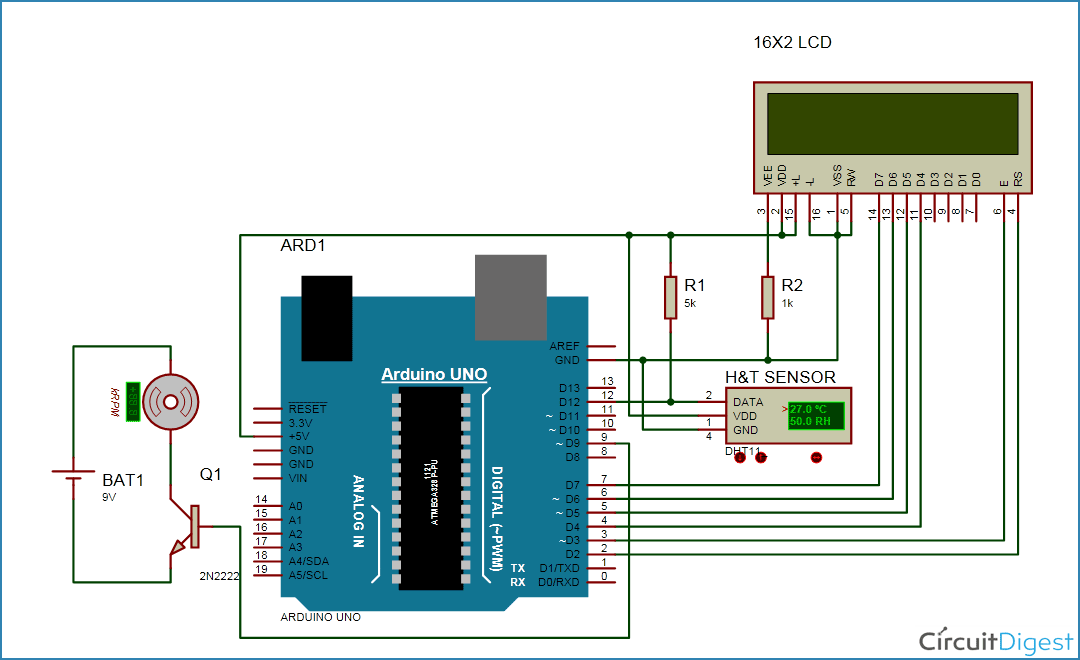 16X2 LCD
VEE VDD +L -L VSS RW D7 D6 D5 D4 D3 D2 D1 D0 E RS
3 2 15 16 1 5 14 13 12 11 10 9 8 7 6 4
ARD1
R1
5k
R2
1k
Arduino UNO
AREF
GND
D13 13
D12 12
~ D11 11
~ D10 10
~ D9 9
D8 8
D7 7
~ D6 6
~ D5 5
D4 4
~D3 3
D2 2
TX D1/TXD 1
RX D0/RXD 0
RESET
3.3V
+5V
GND
GND
VIN
14 A0
15 A1
16 A2
17 A3
18 A4/SDA
19 A5/SCL
ANALOG IN
1121
ATMEGA328 P-PU
DIGITAL (~PWM)
ARDUINO UNO
H&T SENSOR
2 DATA
VDD
1 GND
4
>27.0 °C
50.0 RH
DHT11
kRPM
BAT1
9V
Q1
2N2222
CircuitDigest